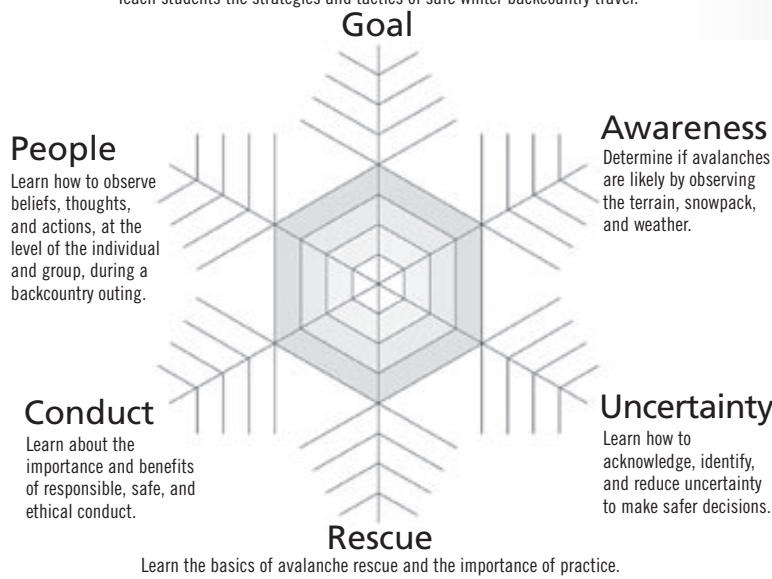 Teach students the strategies and tactics of safe winter backcountry travel.
Goal
People
Learn how to observe
beliefs, thoughts,
and actions, at the
level of the individual
and group, during a
backcountry outing.
Awareness
Determine if avalanches
are likely by observing
the terrain, snowpack,
and weather.
Conduct
Learn about the
importance and benefits
of responsible, safe, and
ethical conduct.
Uncertainty
Learn how to
acknowledge, identify,
and reduce uncertainty
to make safer decisions.
Rescue
Learn the basics of avalanche rescue and the importance of practice.